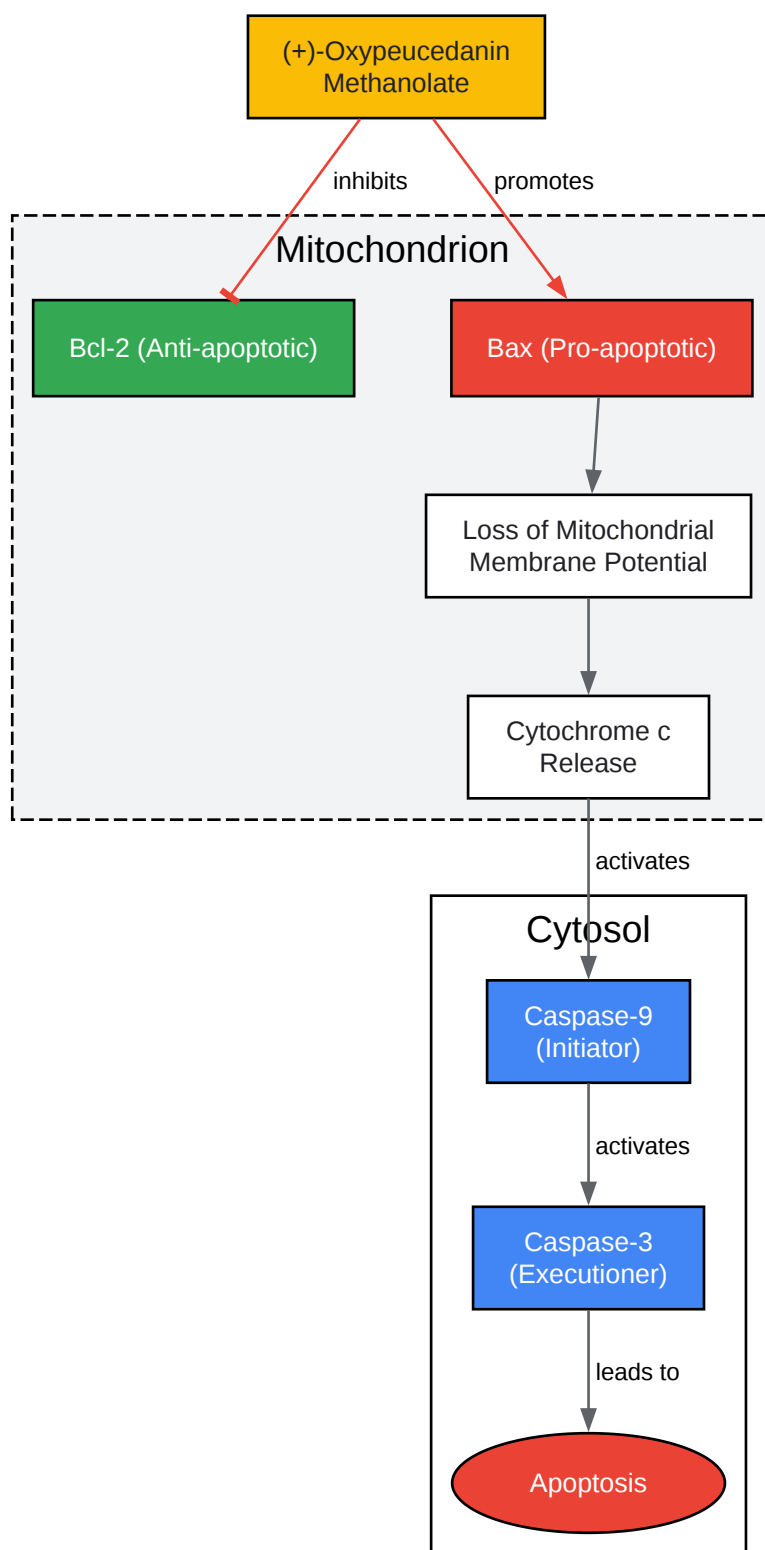 (+)-Oxypeucedanin
Methanolate
inhibits
promotes
Mitochondrion
Bcl-2 (Anti-apoptotic)
Bax (Pro-apoptotic)
Loss of Mitochondrial
Membrane Potential
Cytochrome c
Release
activates
Cytosol
Caspase-9
(Initiator)
activates
Caspase-3
(Executioner)
leads to
Apoptosis